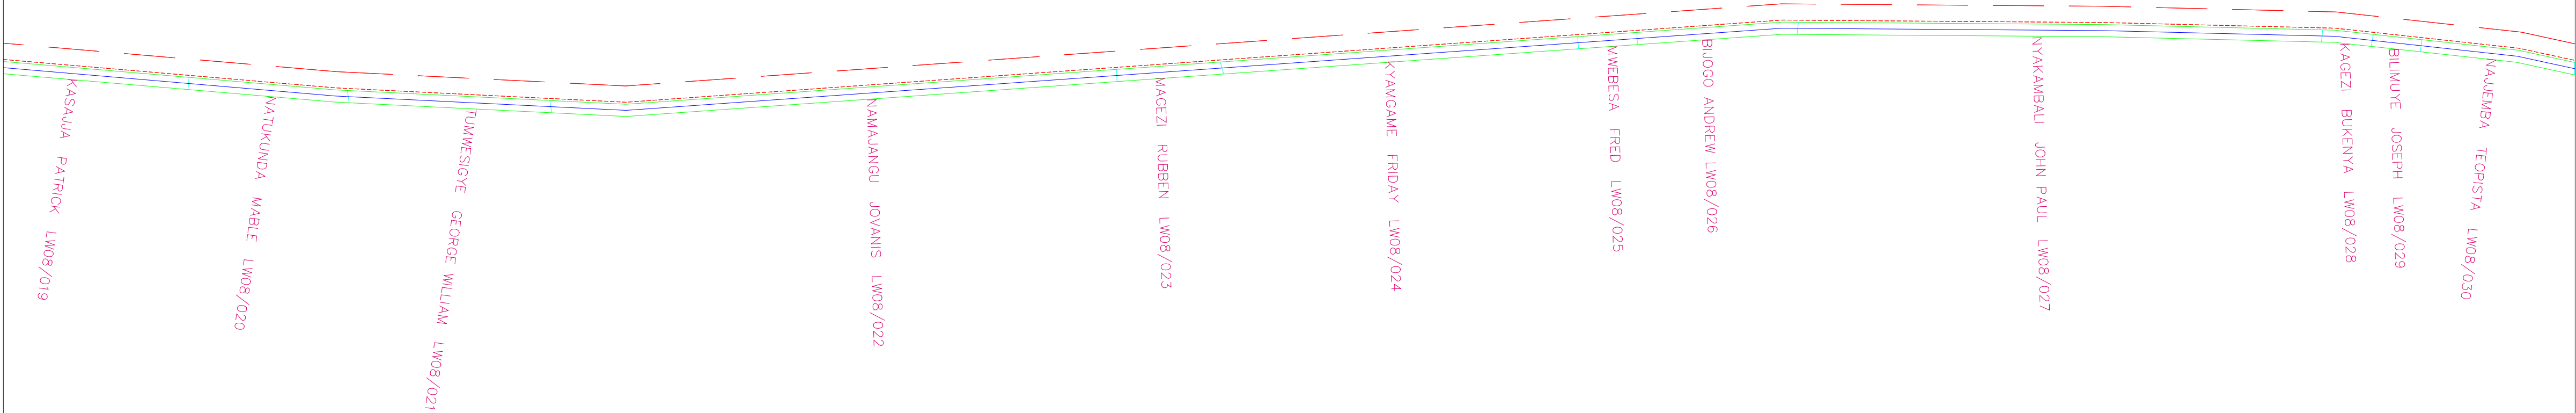 KASAJJA PATRICK LW08/019
NATUKUNDA MABLE LW08/020
TUMWESIGYE GEORGE WILLIAM LW08/021
NAMAJANGU JOVANIS LW08/022
MAGEZI RUBBEN LW08/023
KYAMGAME FRIDAY LW08/024
MWEBESA FRED LW08/025
BIJOGO ANDREW LW08/026
NYAKAMBALI JOHN PAUL LW08/027
KAGEZI BUKENYA LW08/028
BILIMUYE JOSEPH LW08/029
NAJJEMBA TEOPISTA LW08/030